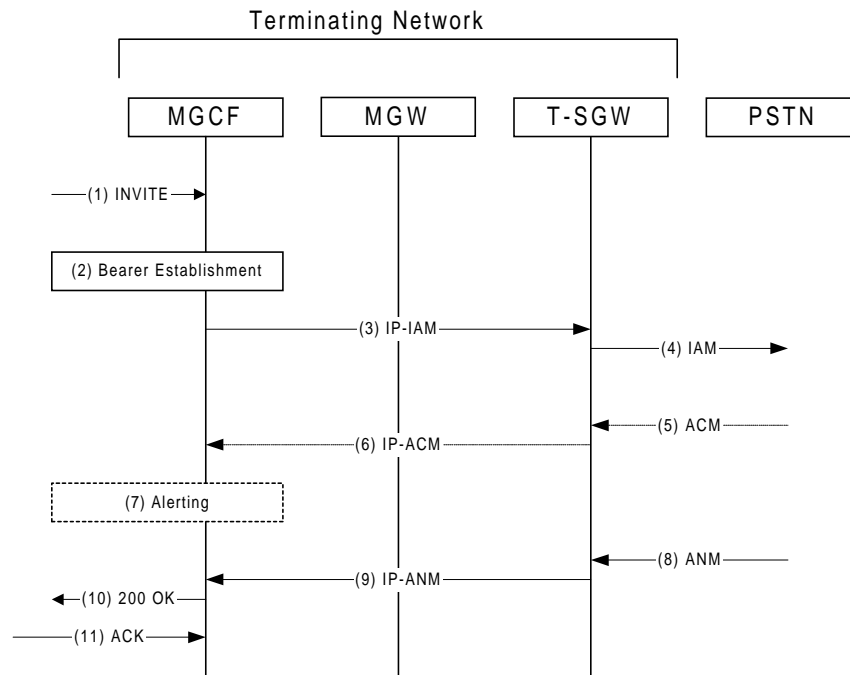 Terminating Network
MGCF
MGW
T-SGW
PSTN
(1) INVITE
(2) Bearer Establishment
(3) IP-IAM
(4) IAM
(5) ACM
(6) IP-ACM
(7) Alerting
(8) ANM
(9) IP-ANM
(10) 200 OK
(11) ACK